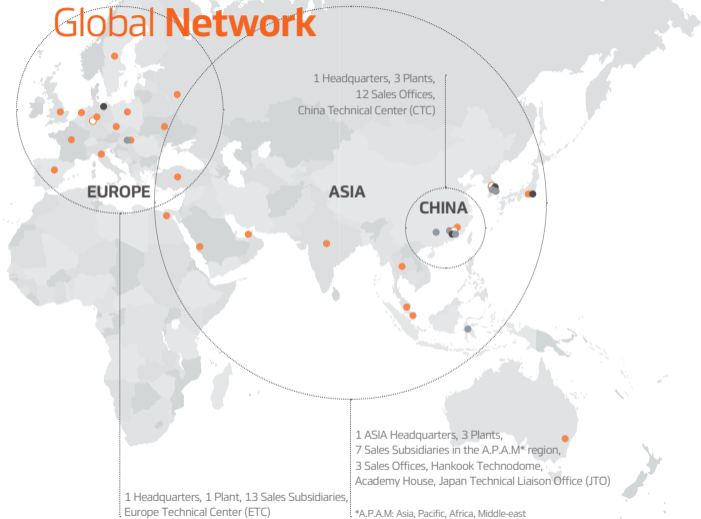 Global Network
1 Headquarters, 3 Plants,
12 Sales Offices,
China Technical Center (CTC)
EUROPE
ASIA
CHINA
1 ASIA Headquarters, 3 Plants,
7 Sales Subsidiaries in the A.P.A.M* region,
3 Sales Offices, Hankook Technodome,
Academy House, Japan Technical Liaison Office (JTO)
1 Headquarters, 1 Plant, 13 Sales Subsidiaries,
Europe Technical Center (ETC)
*A.P.A.M: Asia, Pacific, Africa, Middle-east